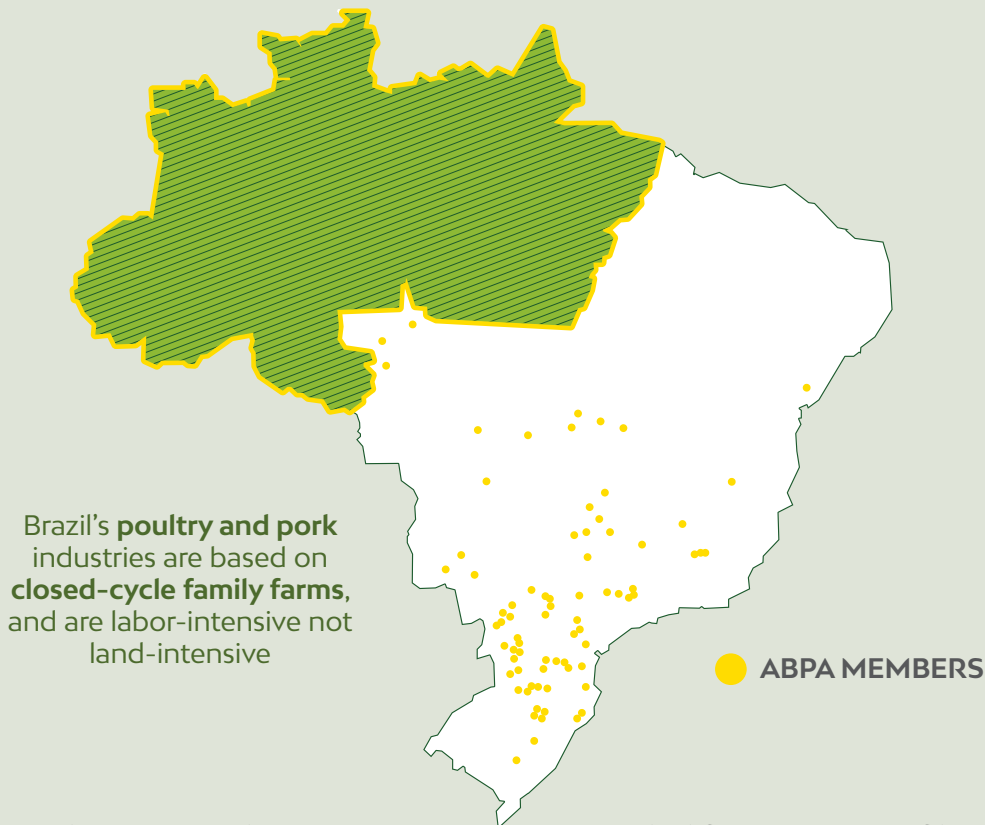 Brazil's poultry and pork
industries are based on
closed-cycle family farms,
and are labor-intensive not
land-intensive
ABPA MEMBERS